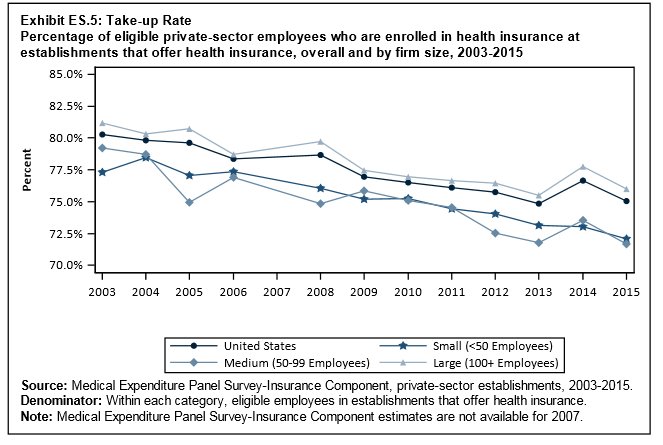 Exhibit ES.5: Take-up Rate
Percentage of eligible private-sector employees who are enrolled in health insurance at
establishments that offer health insurance, overall and by firm size, 2003-2015
85.0%
82.5%
80.0%
77.5%
75.0%
72.5%
70.0%
Percent
2003 2004 2005 2006 2008 2009 2010 2011 2012 2013 2014 2015
United States Small (<50 Employees)
Medium (50-99 Employees) Large (100+ Employees)
Source: Medical Expenditure Panel Survey-Insurance Component, private-sector establishments, 2003-2015.
Denominator: Within each category, eligible employees in establishments that offer health insurance.
Note: Medical Expenditure Panel Survey-Insurance Component estimates are not available for 2007.